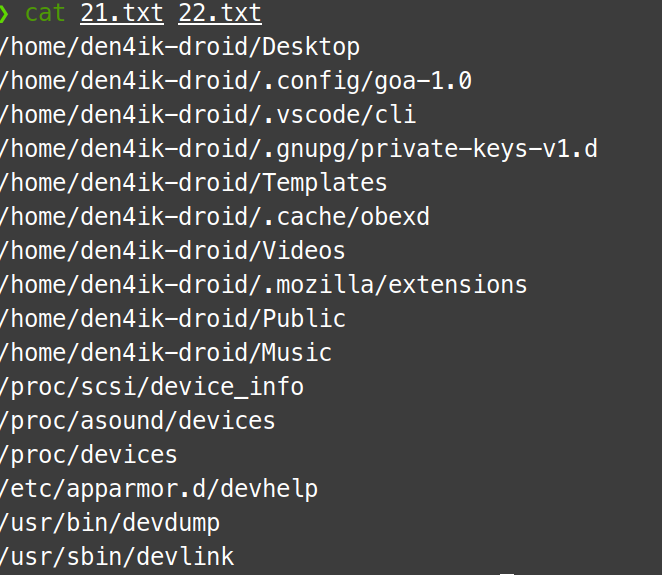 ❯ cat 21.txt 22.txt
/home/den4ik-droid/Desktop
/home/den4ik-droid/.config/goa-1.0
/home/den4ik-droid/.vscode/cli
/home/den4ik-droid/.gnupg/private-keys-v1.d
/home/den4ik-droid/Templates
/home/den4ik-droid/.cache/obexd
/home/den4ik-droid/Videos
/home/den4ik-droid/.mozilla/extensions
/home/den4ik-droid/Public
/home/den4ik-droid/Music
/proc/scsi/device_info
/proc/asound/devices
/proc/devices
/etc/apparmor.d/devhelp
/usr/bin/devdump
/usr/sbin/devlink